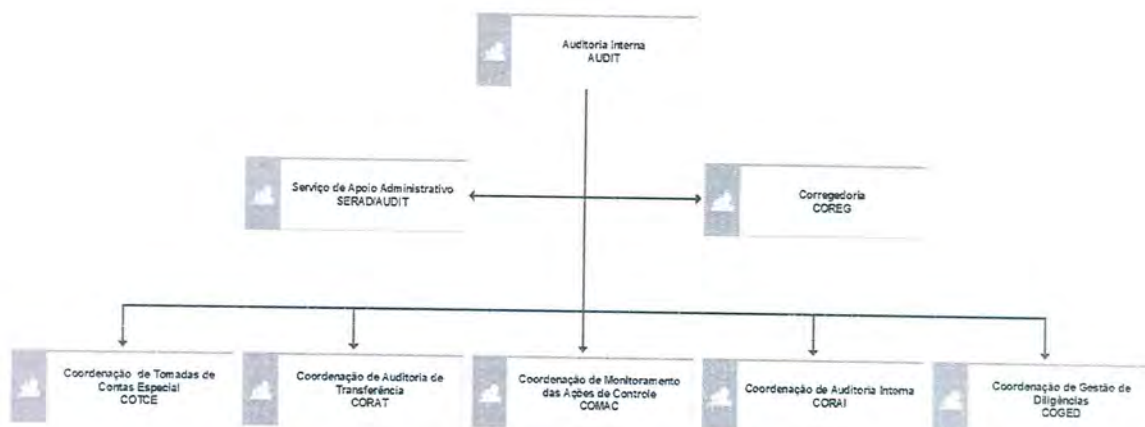 Auditoria Interna
AUDIT
Serviço de Apoio Administrativo
SERAD/AUDIT
Corregedoria
COREG
Coordenação de Tomadas de
Contas Especial
COTCE
Coordenação de Auditoria de
Transferência
CORAT
Coordenação de Monitoramento
das Ações de Controle
COMAC
Coordenação de Auditoria Interna
CORAI
Coordenação de Gestão de
Diligências
COGED